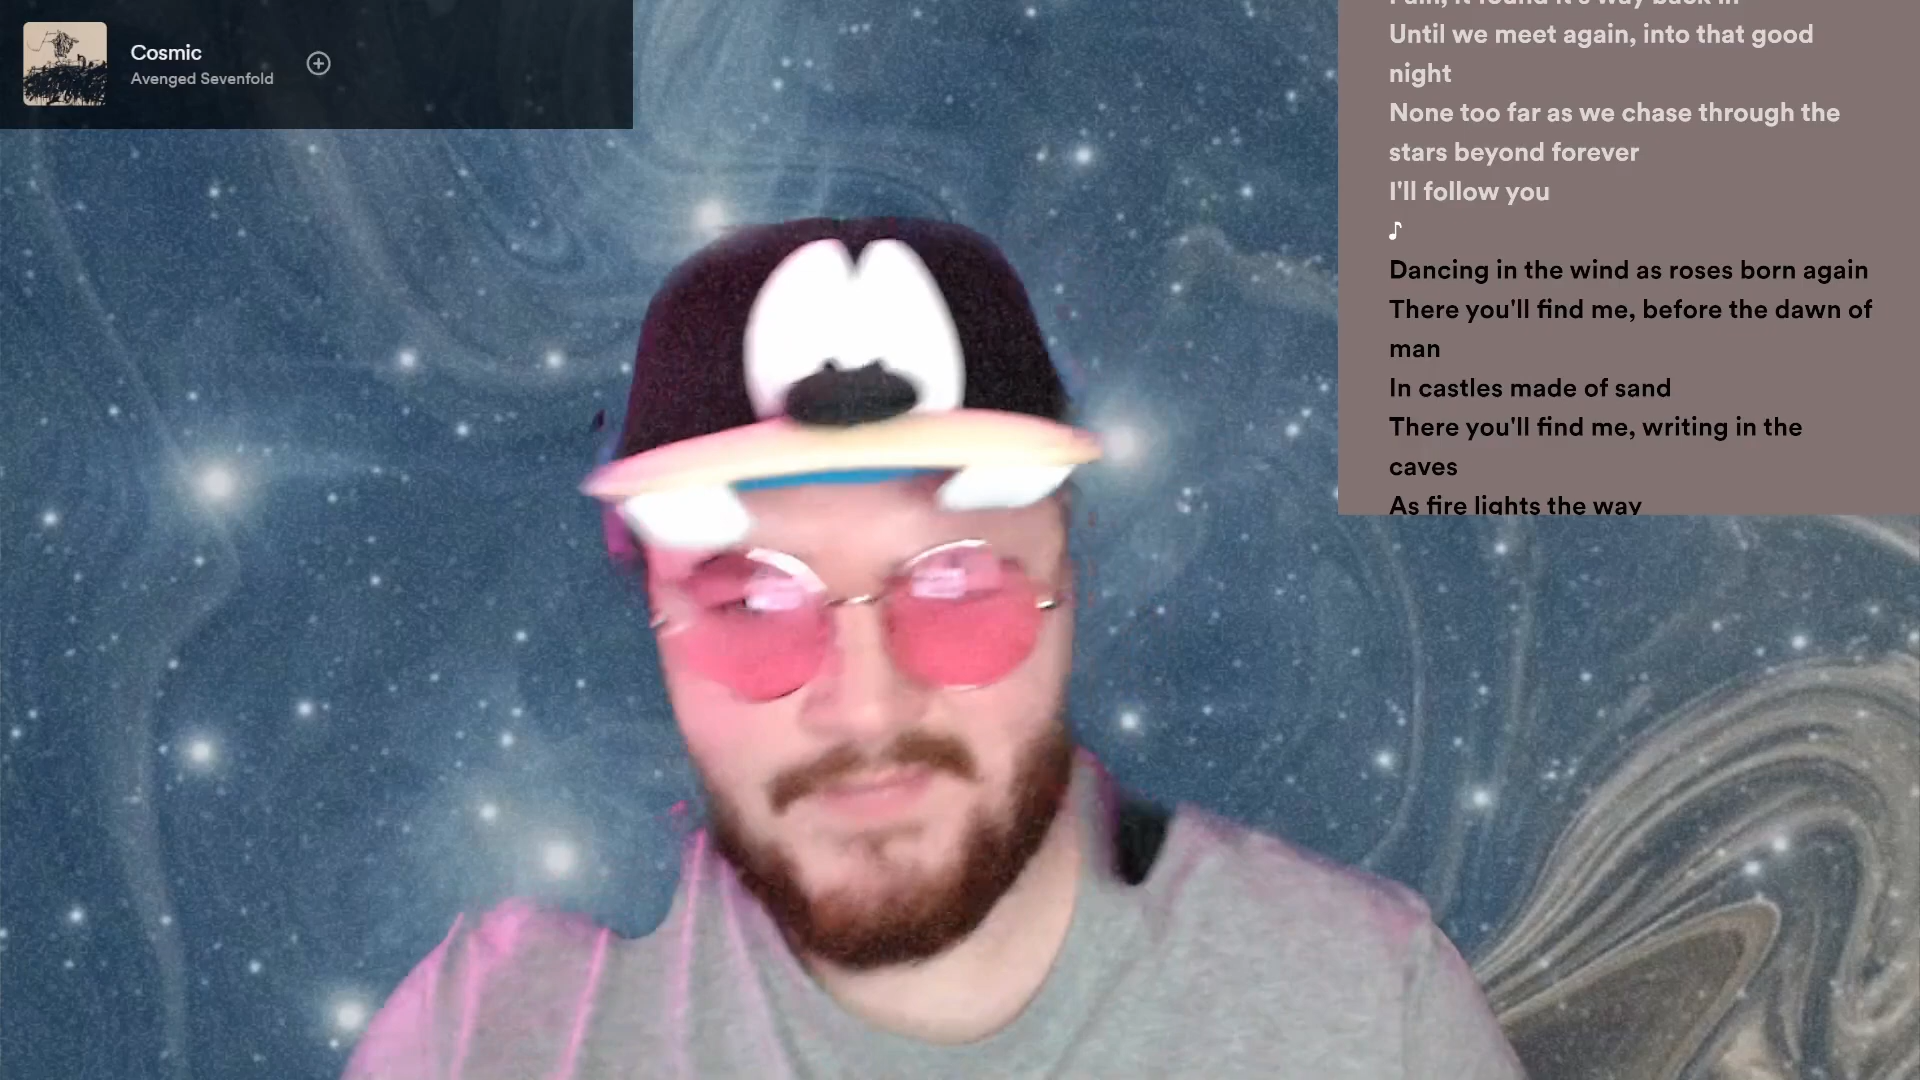 Cosmic
Avenged Sevenfold
Until we meet again, into that good
night
None too far as we chase through the
stars beyond forever
I'll follow you
♪
Dancing in the wind as roses born again
There you'll find me, before the dawn of
man
In castles made of sand
There you'll find me, writing in the
caves
As fire lights the way